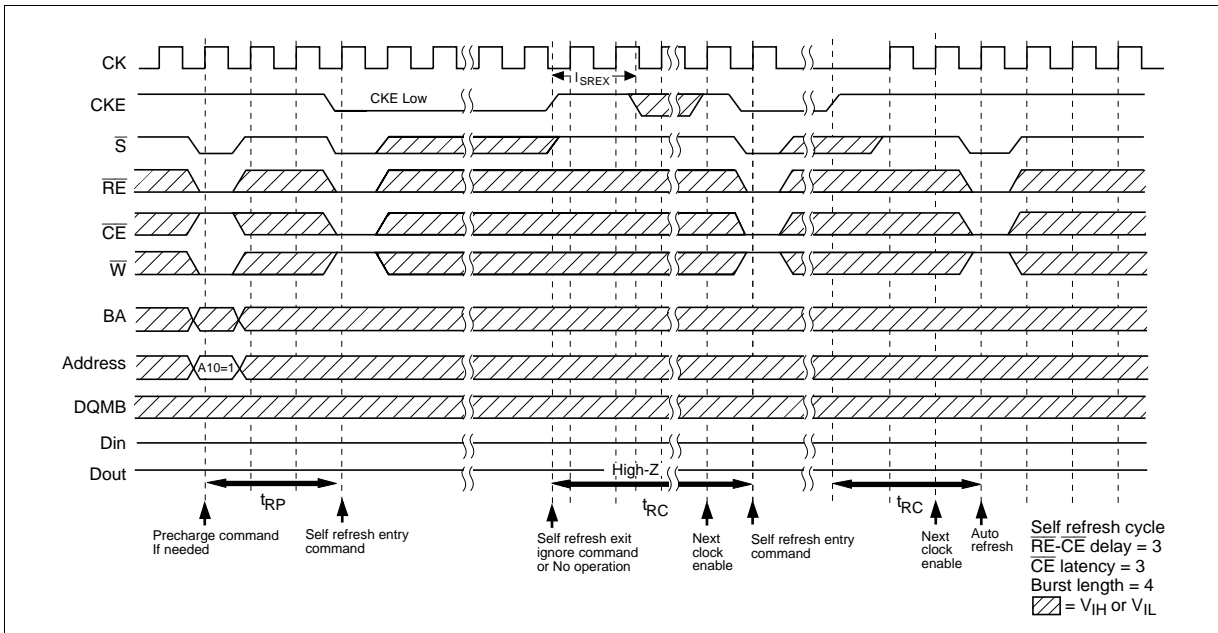 CK
l SREX
CKE
CKE Low
S
RE
CE
W
BA
Address
A10=1
DQMB
Din
Dout
High-Z
tRP
tRC
tRC
Precharge command
If needed
Self refresh entry
command
Self refresh exit
ignore command
or No operation
Next
clock
enable
Self refresh entry
command
Next
clock
enable
Auto
refresh
Self refresh cycle
RE-CE delay = 3
CE latency = 3
Burst length = 4
= VIH or VIL